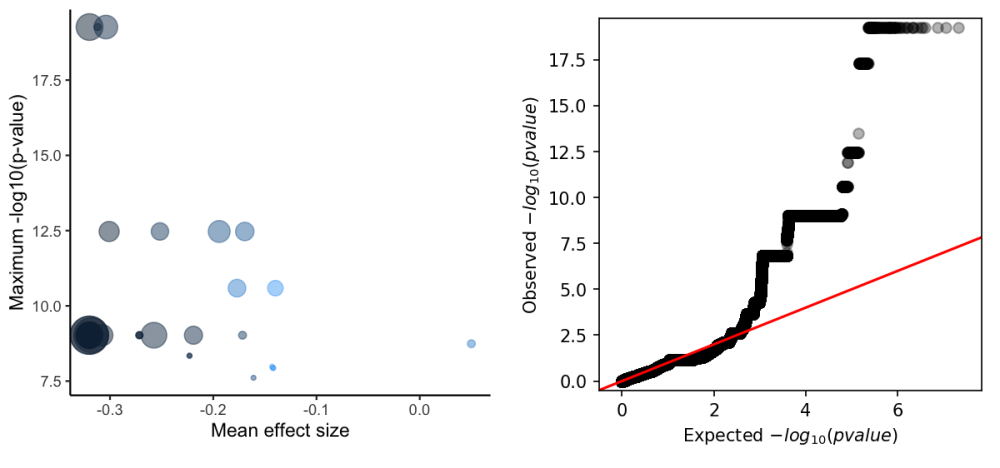 Maximum -log10(p-value)
17.5
15.0
12.5
10.0
7.5
-0.3 -0.2 -0.1 0.0
Mean effect size
Observed −log₁₀(pvalue)
17.5
15.0
12.5
10.0
7.5
5.0
2.5
0.0
0 2 4 6
Expected −log₁₀(pvalue)